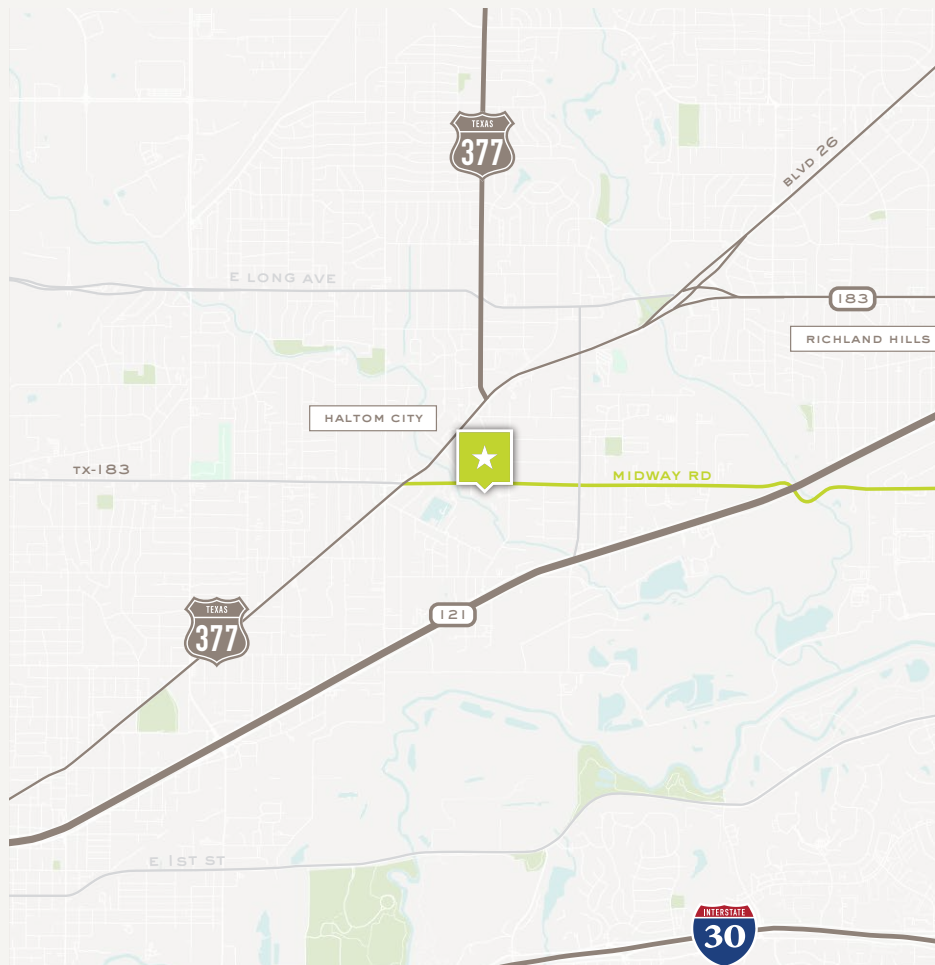 TEXAS
377
BLVD 26
E LONG AVE
183
RICHLAND HILLS
HALTOM CITY
TX-183
MIDWAY RD
TEXAS
377
121
E 1ST ST
INTERSTATE
30